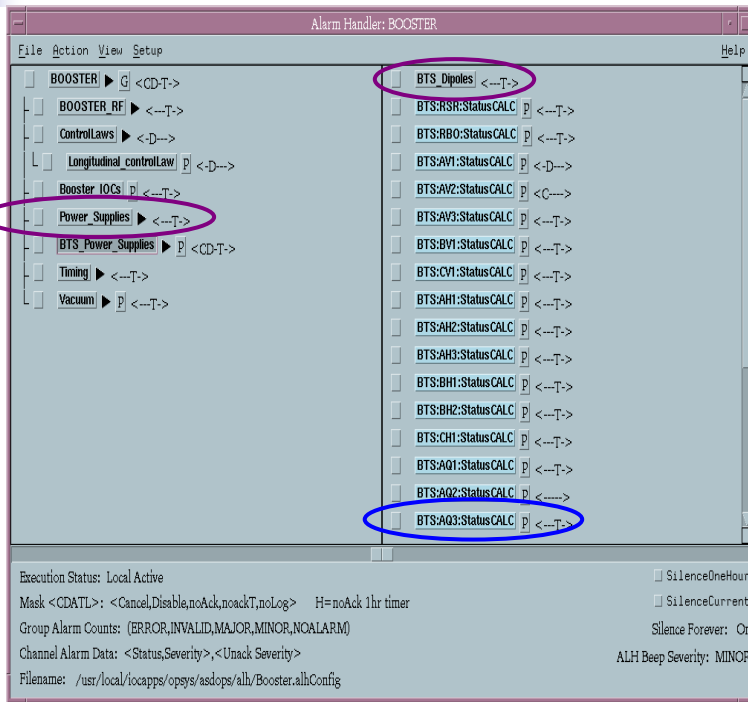 Alarm Handler: BOOSTER
File Action View Setup Help
BOOSTER G <CD-T->
BOOSTER_RF <---T->
ControlLaws <-D--->
Longitudinal_controlLaw P <-D--->
Booster_IOCs P <---T->
Power_Supplies <---T->
BTS_Power_Supplies P <CD-T->
Timing <---T->
Vacuum P <---T->
BTS_Dipoles <---T->
BTS:RSR:StatusCALC P <---T->
BTS:RBO:StatusCALC P <---T->
BTS:AV1:StatusCALC P <-D--->
BTS:AV2:StatusCALC P <C---->
BTS:AV3:StatusCALC P <---T->
BTS:BV1:StatusCALC P <---T->
BTS:CV1:StatusCALC P <---T->
BTS:AH1:StatusCALC P <---T->
BTS:AH2:StatusCALC P <---T->
BTS:AH3:StatusCALC P <---T->
BTS:BH1:StatusCALC P <---T->
BTS:BH2:StatusCALC P <---T->
BTS:CH1:StatusCALC P <---T->
BTS:AQ1:StatusCALC P <---T->
BTS:AQ2:StatusCALC P <----->
BTS:AQ3:StatusCALC P <---T->
Execution Status: Local Active
Mask <CDATL>: <Cancel,Disable,noAck,noackT,noLog> H=noAck 1hr timer
Group Alarm Counts: (ERROR,INVALID,MAJOR,MINOR,NOALARM)
Channel Alarm Data: <Status,Severity>,<Unack Severity>
Filename: /usr/local/iocapps/opsys/asdops/alh/Booster.alhConfig
SilenceOneHour
SilenceCurrent
Silence Forever:
ALH Beep Severity: MINOR